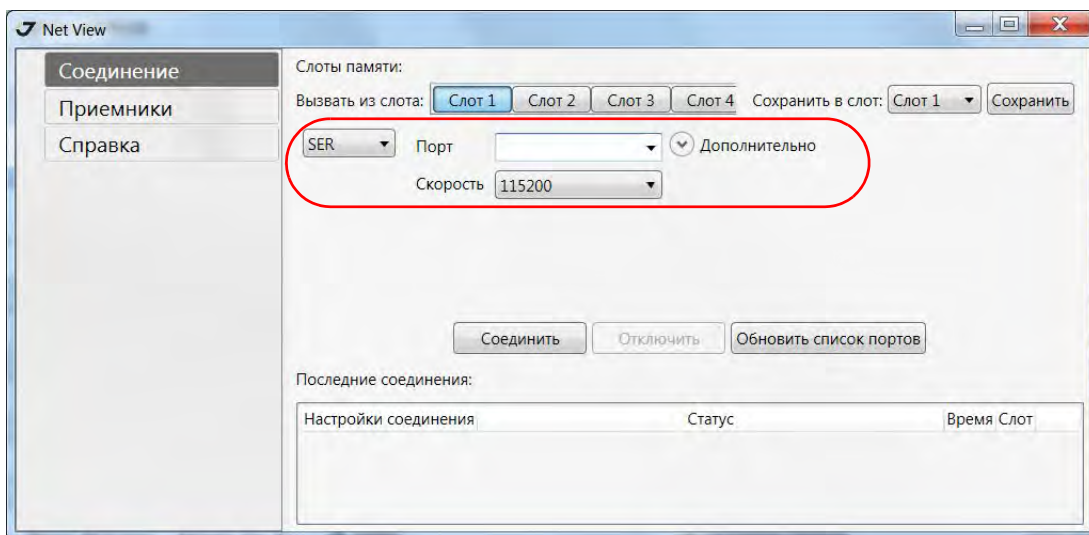 Net View
Соединение
Приемники
Справка
Слоты памяти:
Вызвать из слота: Слот 1 Слот 2 Слот 3 Слот 4 Сохранить в слот: Слот 1 Сохранить
SER Порт Дополнительно
Скорость 115200
Соединить Отключить Обновить список портов
Последние соединения:
Настройки соединения Статус Время Слот